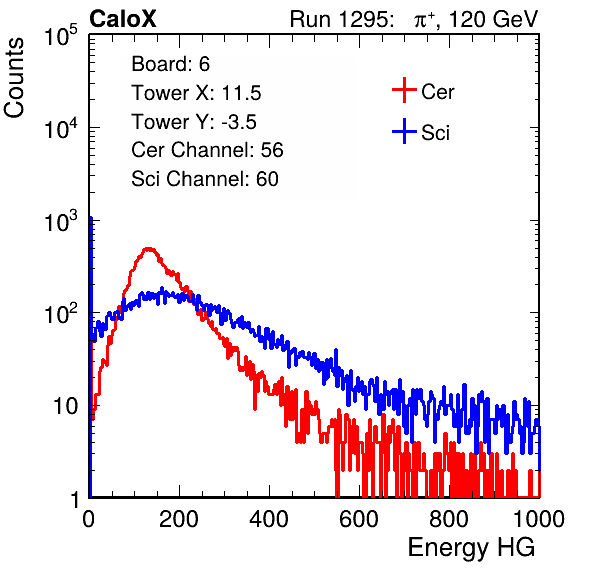 CaloX Run 1295: π⁺, 120 GeV
Board: 6
Tower X: 11.5
Tower Y: -3.5
Cer Channel: 56
Sci Channel: 60
Cer
Sci
Counts
10⁵
10⁴
10³
10²
10
1
0 200 400 600 800 1000
Energy HG